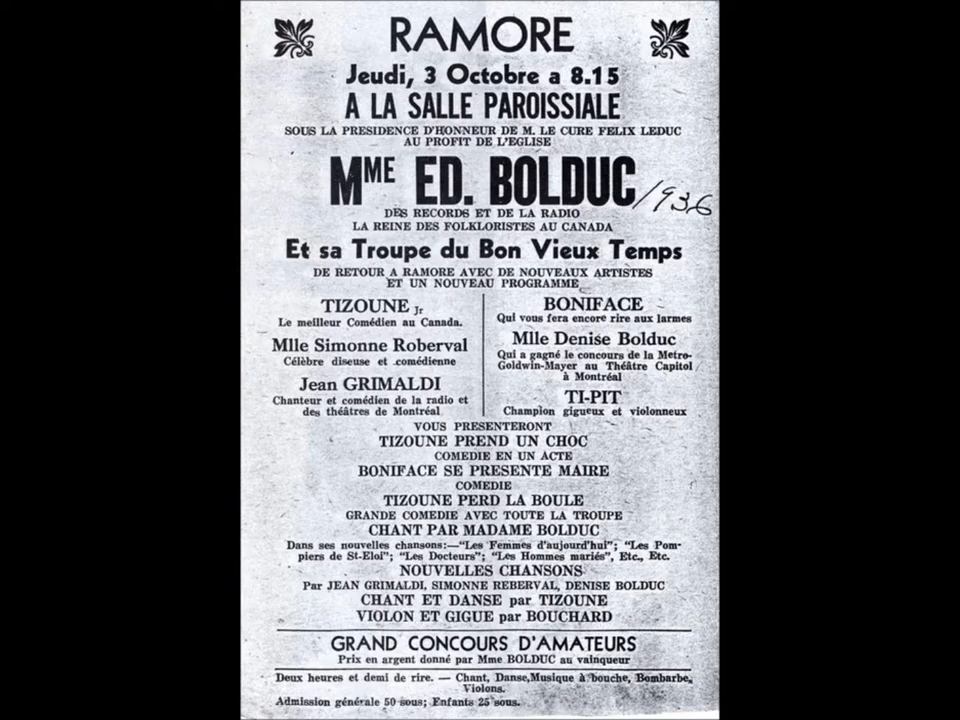 RAMORE
Jeudi, 3 Octobre a 8.15
A LA SALLE PAROISSIALE
SOUS LA PRESIDENCE D'HONNEUR DE M. LE CURE FELIX LEDUC
AU PROFIT DE L'EGLISE
MME ED. BOLDUC /1936
DES RECORDS ET DE LA RADIO
LA REINE DES FOLKLORISTES AU CANADA
Et sa Troupe du Bon Vieux Temps
DE RETOUR A RAMORE AVEC DE NOUVEAUX ARTISTES
ET UN NOUVEAU PROGRAMME
TIZOUNE Jr
Le meilleur Comédien au Canada.
Mlle Simonne Roberval
Célèbre diseuse et comédienne
Jean GRIMALDI
Chanteur et comédien de la radio et
des théâtres de Montréal
BONIFACE
Qui vous fera encore rire aux larmes
Mlle Denise Bolduc
Qui a gagné le concours de la Metro-
Goldwin-Mayer au Théâtre Capitol
à Montréal
TI-PIT
Champion gigueux et violonneux
VOUS PRESENTERONT
TIZOUNE PREND UN CHOC
COMEDIE EN UN ACTE
BONIFACE SE PRESENTE MAIRE
COMEDIE
TIZOUNE PERD LA BOULE
GRANDE COMEDIE AVEC TOUTE LA TROUPE
CHANT PAR MADAME BOLDUC
Dans ses nouvelles chansons:—"Les Femmes d'aujourd'hui"; "Les Pom-
piers de St-Eloi"; "Les Docteurs"; "Les Hommes mariés", Etc., Etc.
NOUVELLES CHANSONS
Par JEAN GRIMALDI, SIMONNE REBERVAL, DENISE BOLDUC
CHANT ET DANSE par TIZOUNE
VIOLON ET GIGUE par BOUCHARD
GRAND CONCOURS D'AMATEURS
Prix en argent donné par Mme BOLDUC au vainqueur
Deux heures et demi de rire. — Chant, Danse, Musique à bouche, Bombarbe,
Violons.
Admission générale 50 sous; Enfants 25 sous.